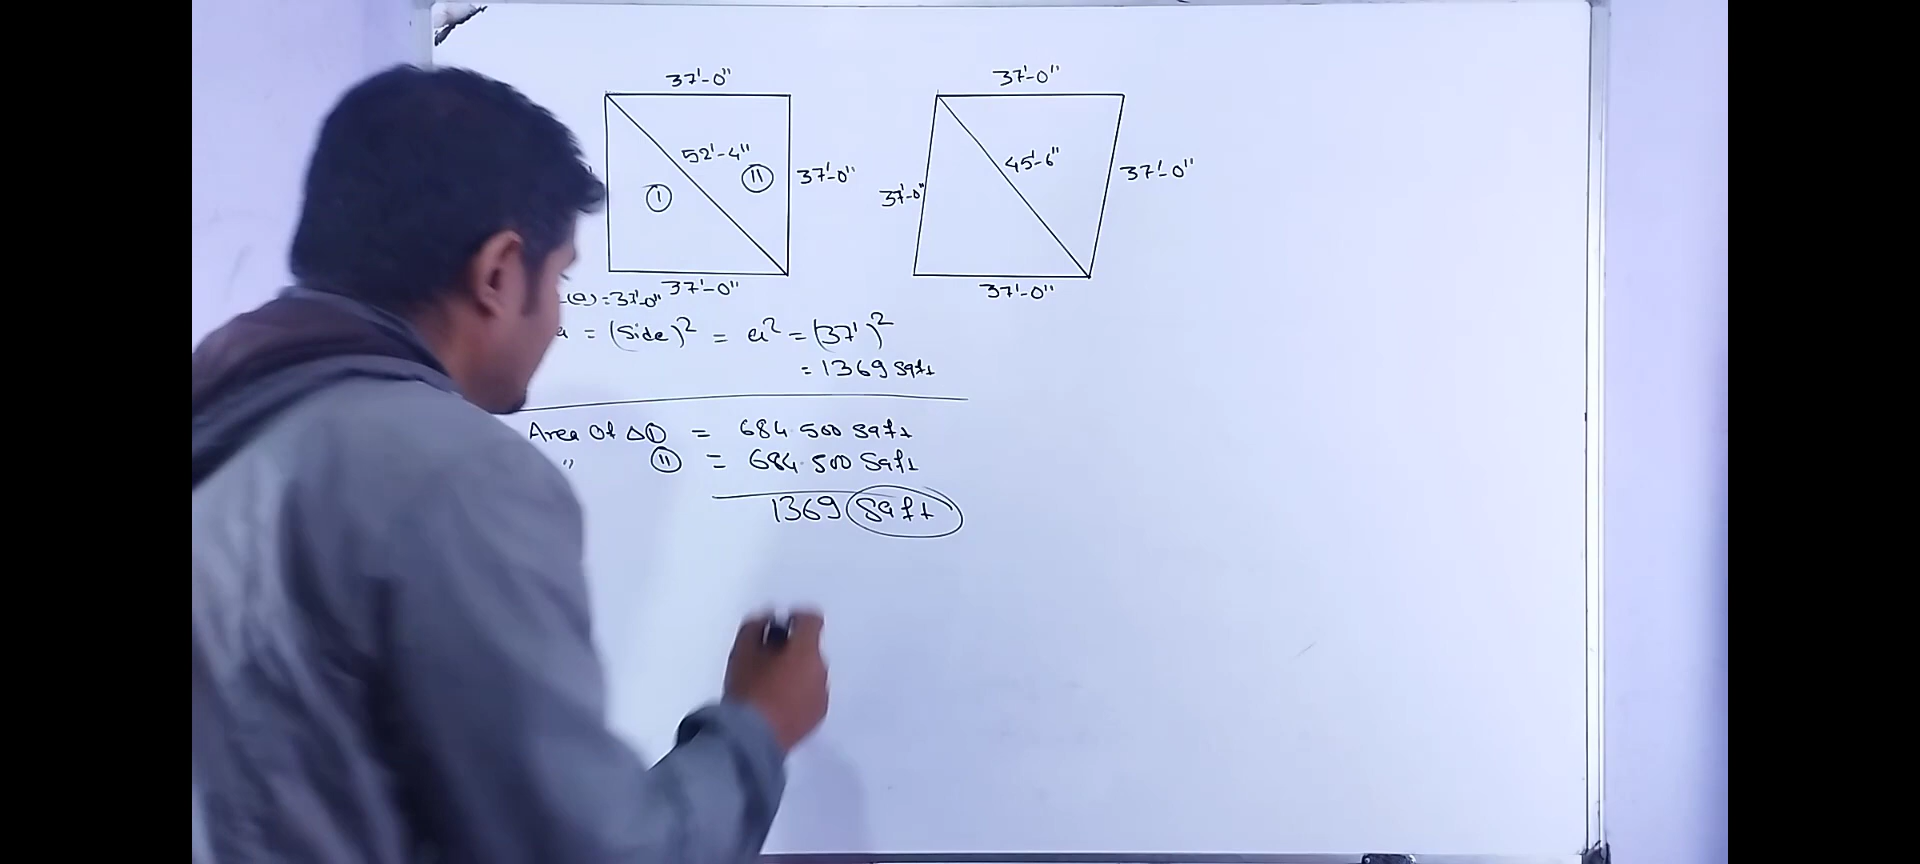 37'-0"
37'-0"
52'-4"
I
II
37'-0"
37'-0"
45'-6"
37'-0"
37'-0"
37'-0"
(a) = 37'-0"
= (Side)² = a² = (37')²
= 1369 Sqft
Area Of Δ I = 684.500 Sqft
" II = 684.500 Sqft
1369 Sqft